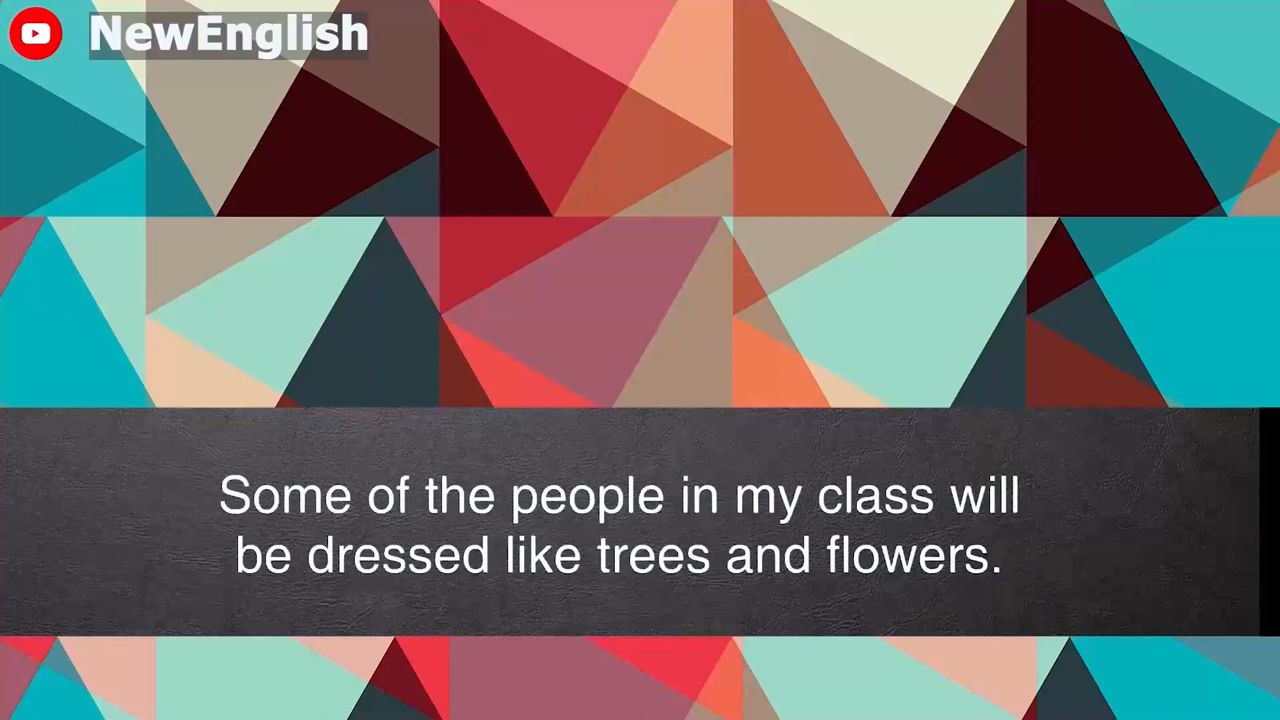 NewEnglish
Some of the people in my class will
be dressed like trees and flowers.